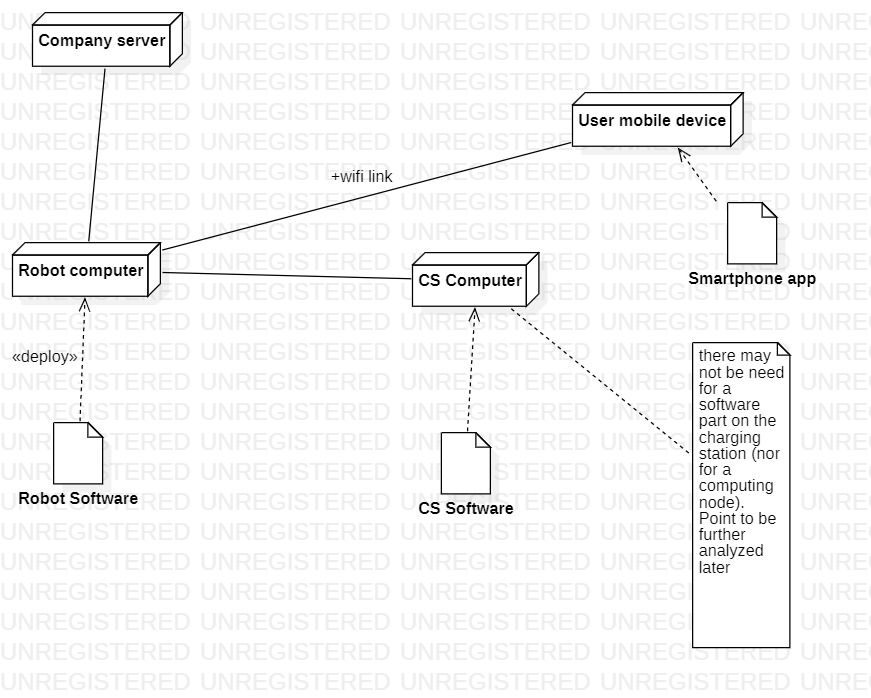 Company server
User mobile device
+wifi link
Robot computer
CS Computer
Smartphone app
«deploy»
there may
not be need
for a
software
part on the
charging
station (nor
for a
computing
node).
Point to be
further
analyzed
later
Robot Software
CS Software
UNREGISTERED